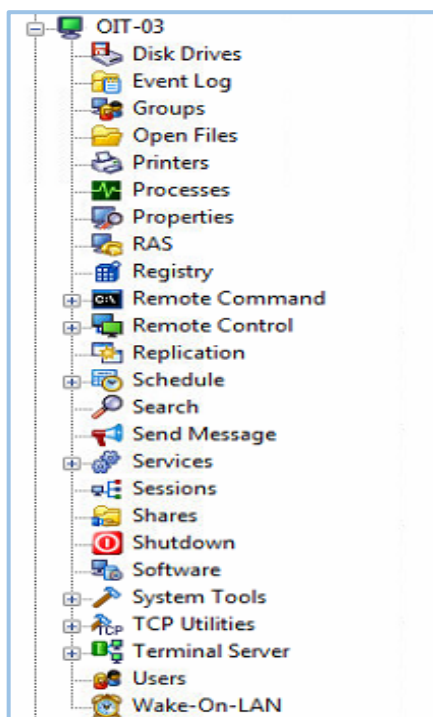 OIT-03
Disk Drives
Event Log
Groups
Open Files
Printers
Processes
Properties
RAS
Registry
Remote Command
Remote Control
Replication
Schedule
Search
Send Message
Services
Sessions
Shares
Shutdown
Software
System Tools
TCP Utilities
Terminal Server
Users
Wake-On-LAN